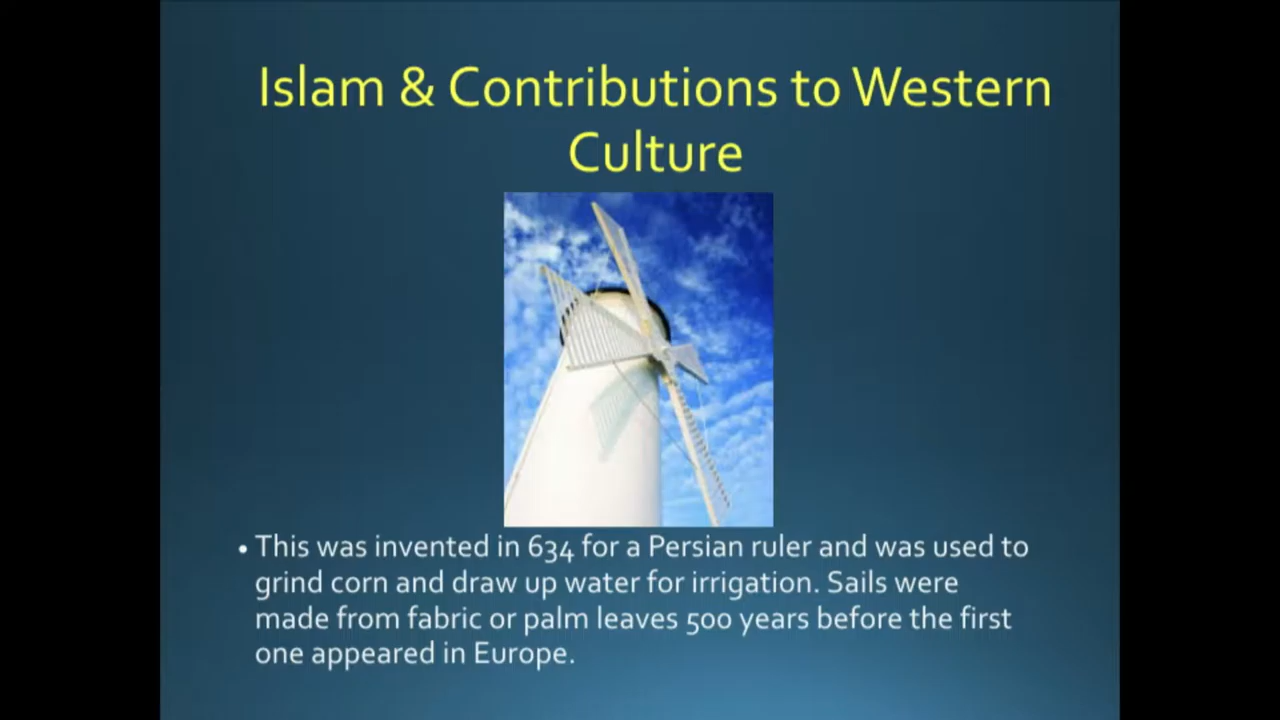 Islam & Contributions to Western
Culture
• This was invented in 634 for a Persian ruler and was used to
grind corn and draw up water for irrigation. Sails were
made from fabric or palm leaves 500 years before the first
one appeared in Europe.